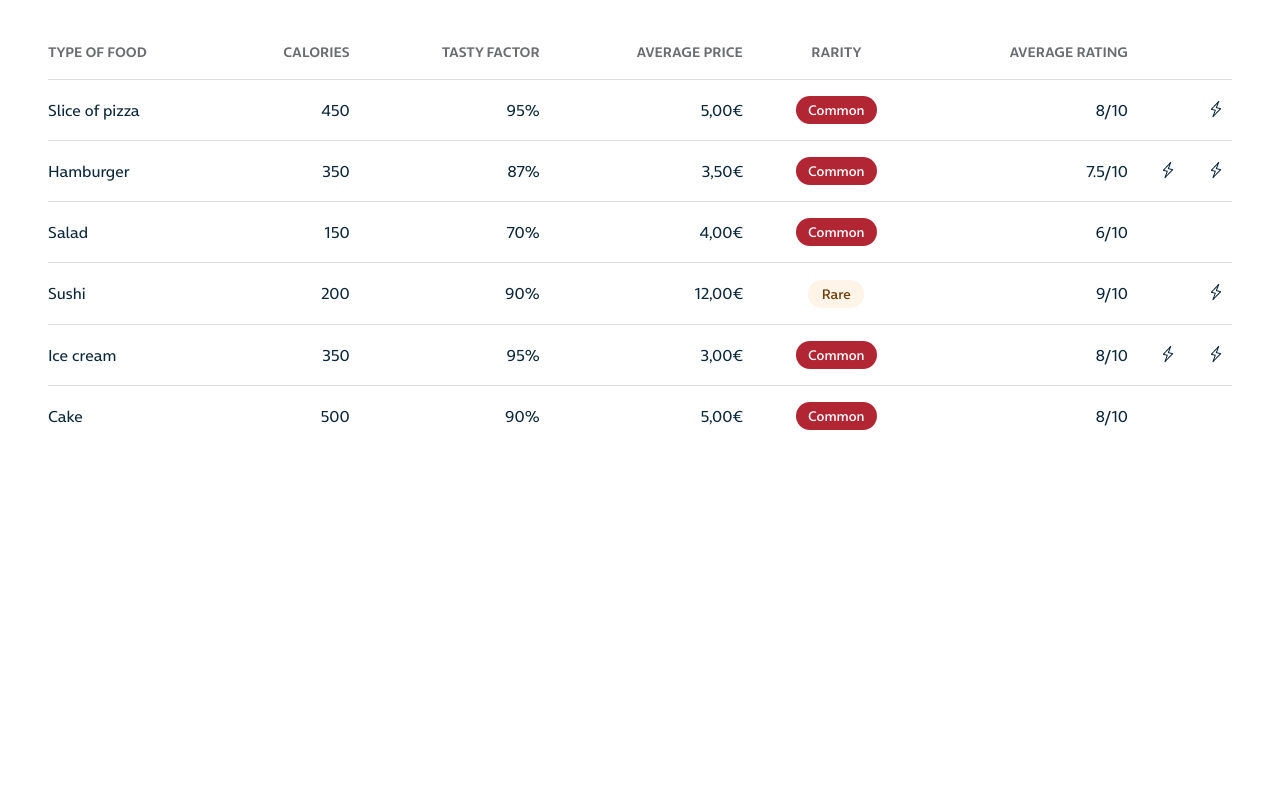 TYPE OF FOOD CALORIES TASTY FACTOR AVERAGE PRICE RARITY AVERAGE RATING
Slice of pizza 450 95% 5,00€ Common 8/10
Hamburger 350 87% 3,50€ Common 7.5/10
Salad 150 70% 4,00€ Common 6/10
Sushi 200 90% 12,00€ Rare 9/10
Ice cream 350 95% 3,00€ Common 8/10
Cake 500 90% 5,00€ Common 8/10